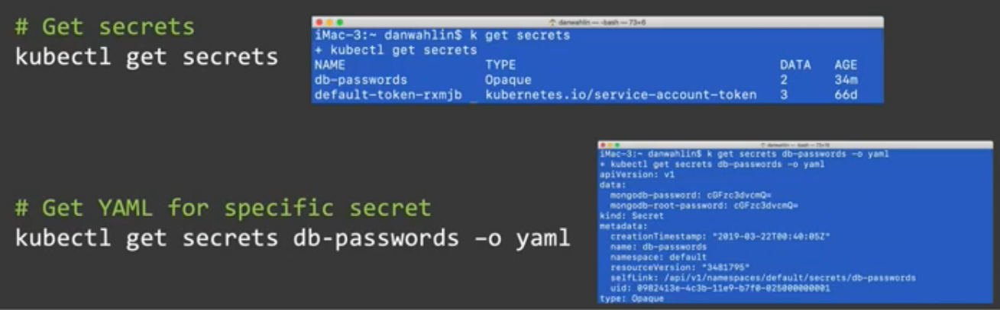 # Get secrets
kubectl get secrets
danwahlin — -bash — 73×6
iMac-3:~ danwahlin$ k get secrets
+ kubectl get secrets
NAME TYPE DATA AGE
db-passwords Opaque 2 34m
default-token-rxmjb kubernetes.io/service-account-token 3 66d
# Get YAML for specific secret
kubectl get secrets db-passwords –o yaml
iMac-3:~ danwahlin$ k get secrets db-passwords -o yaml
+ kubectl get secrets db-passwords -o yaml
apiVersion: v1
data:
  mongodb-password: cGFzc3dvcmQ=
  mongodb-root-password: cGFzc3dvcmQ=
kind: Secret
metadata:
  creationTimestamp: "2019-03-22T00:40:05Z"
  name: db-passwords
  namespace: default
  resourceVersion: "3481795"
  selfLink: /api/v1/namespaces/default/secrets/db-passwords
  uid: 0982413e-4c3b-11e9-b7f0-025000000001
type: Opaque